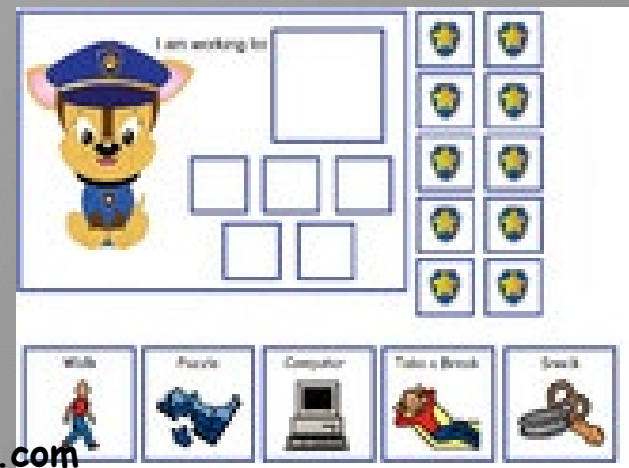 I am working for
Walk
Puzzle
Computer
Take a Break
Snack
.com